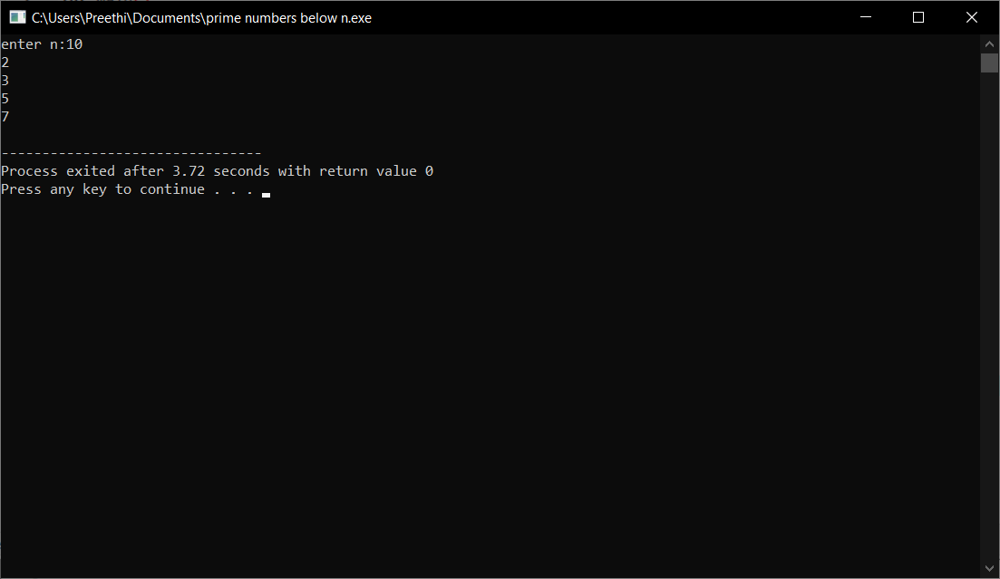 C:\Users\Preethi\Documents\prime numbers below n.exe
enter n:10
2
3
5
7
--------------------------------
Process exited after 3.72 seconds with return value 0
Press any key to continue . . .